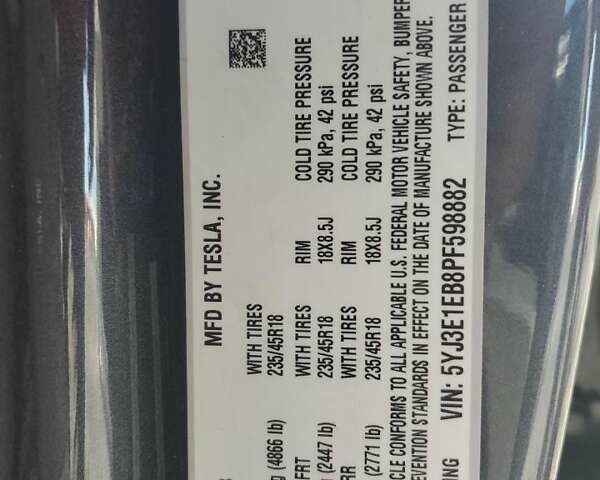 MFD BY TESLA, INC.
WITH TIRES RIM COLD TIRE PRESSURE
(4866 lb) 235/45R18 18X8.5J 290 kPa, 42 psi
FRT WITH TIRES RIM COLD TIRE PRESSURE
(2447 lb) 235/45R18 18X8.5J 290 kPa, 42 psi
RR WITH TIRES
(2771 lb) 235/45R18 18X8.5J
CLE CONFORMS TO ALL APPLICABLE U.S. FEDERAL MOTOR VEHICLE SAFETY, BUMPER
EVENTION STANDARDS IN EFFECT ON THE DATE OF MANUFACTURE SHOWN ABOVE.
NING VIN: 5YJ3E1EB8PF598882 TYPE: PASSENGER